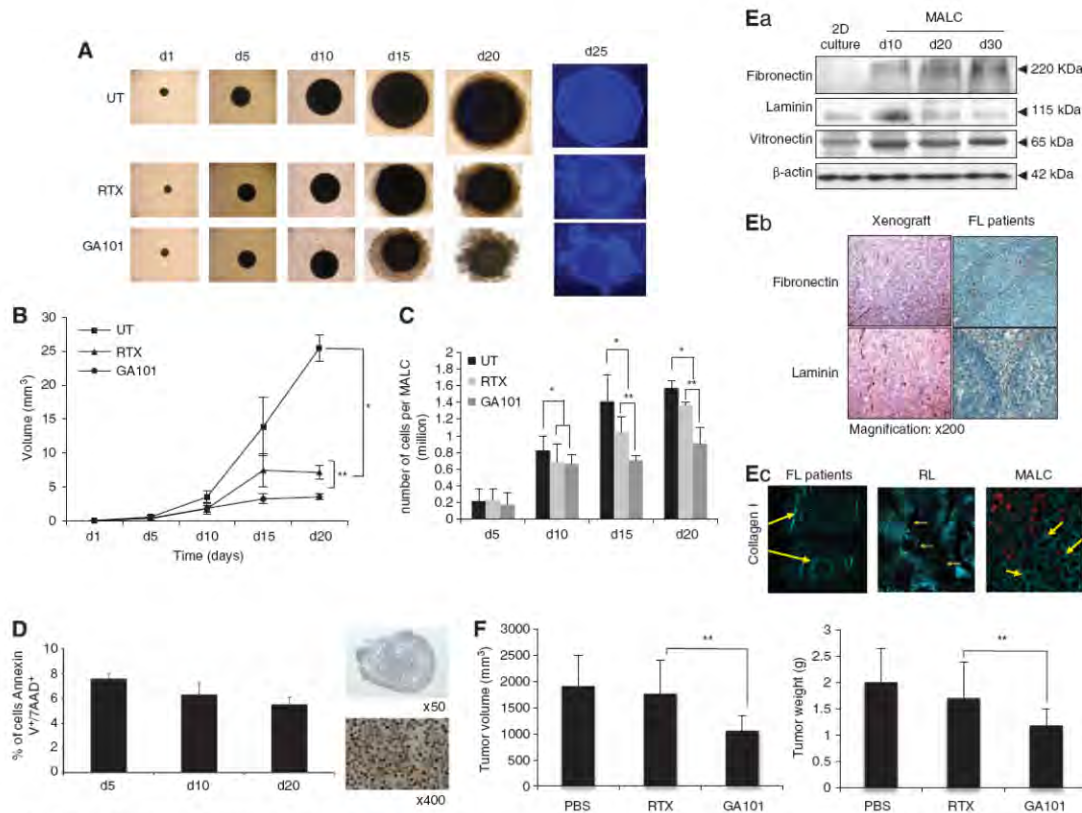 A
d1 d5 d10 d15 d20 d25
UT
RTX
GA101
B
Volume (mm³)
30
25
20
15
10
5
0
UT
RTX
GA101
*
**
d1 d5 d10 d15 d20
Time (days)
C
number of cells per MALC
(million)
1.8
1.6
1.4
1.2
1
0.8
0.6
0.2
0
UT
RTX
GA101
* * *
** **
d5 d10 d15 d20
D
% of cells Annexin
V⁺/7AAD⁺
10
8
6
4
2
0
d5 d10 d20
x50
x400
Ea
2D
culture
MALC
d10 d20 d30
Fibronectin 220 KDa
Laminin 115 kDa
Vitronectin 65 kDa
β-actin 42 kDa
Eb
Xenograft FL patients
Fibronectin
Laminin
Magnification: x200
Ec
FL patients RL MALC
Collagen I
F
Tumor volume (mm³)
3000
2500
2000
1500
1000
500
0
**
PBS RTX GA101
Tumor weight (g)
3
2.5
2
1.5
1
0.5
0
**
PBS RTX GA101